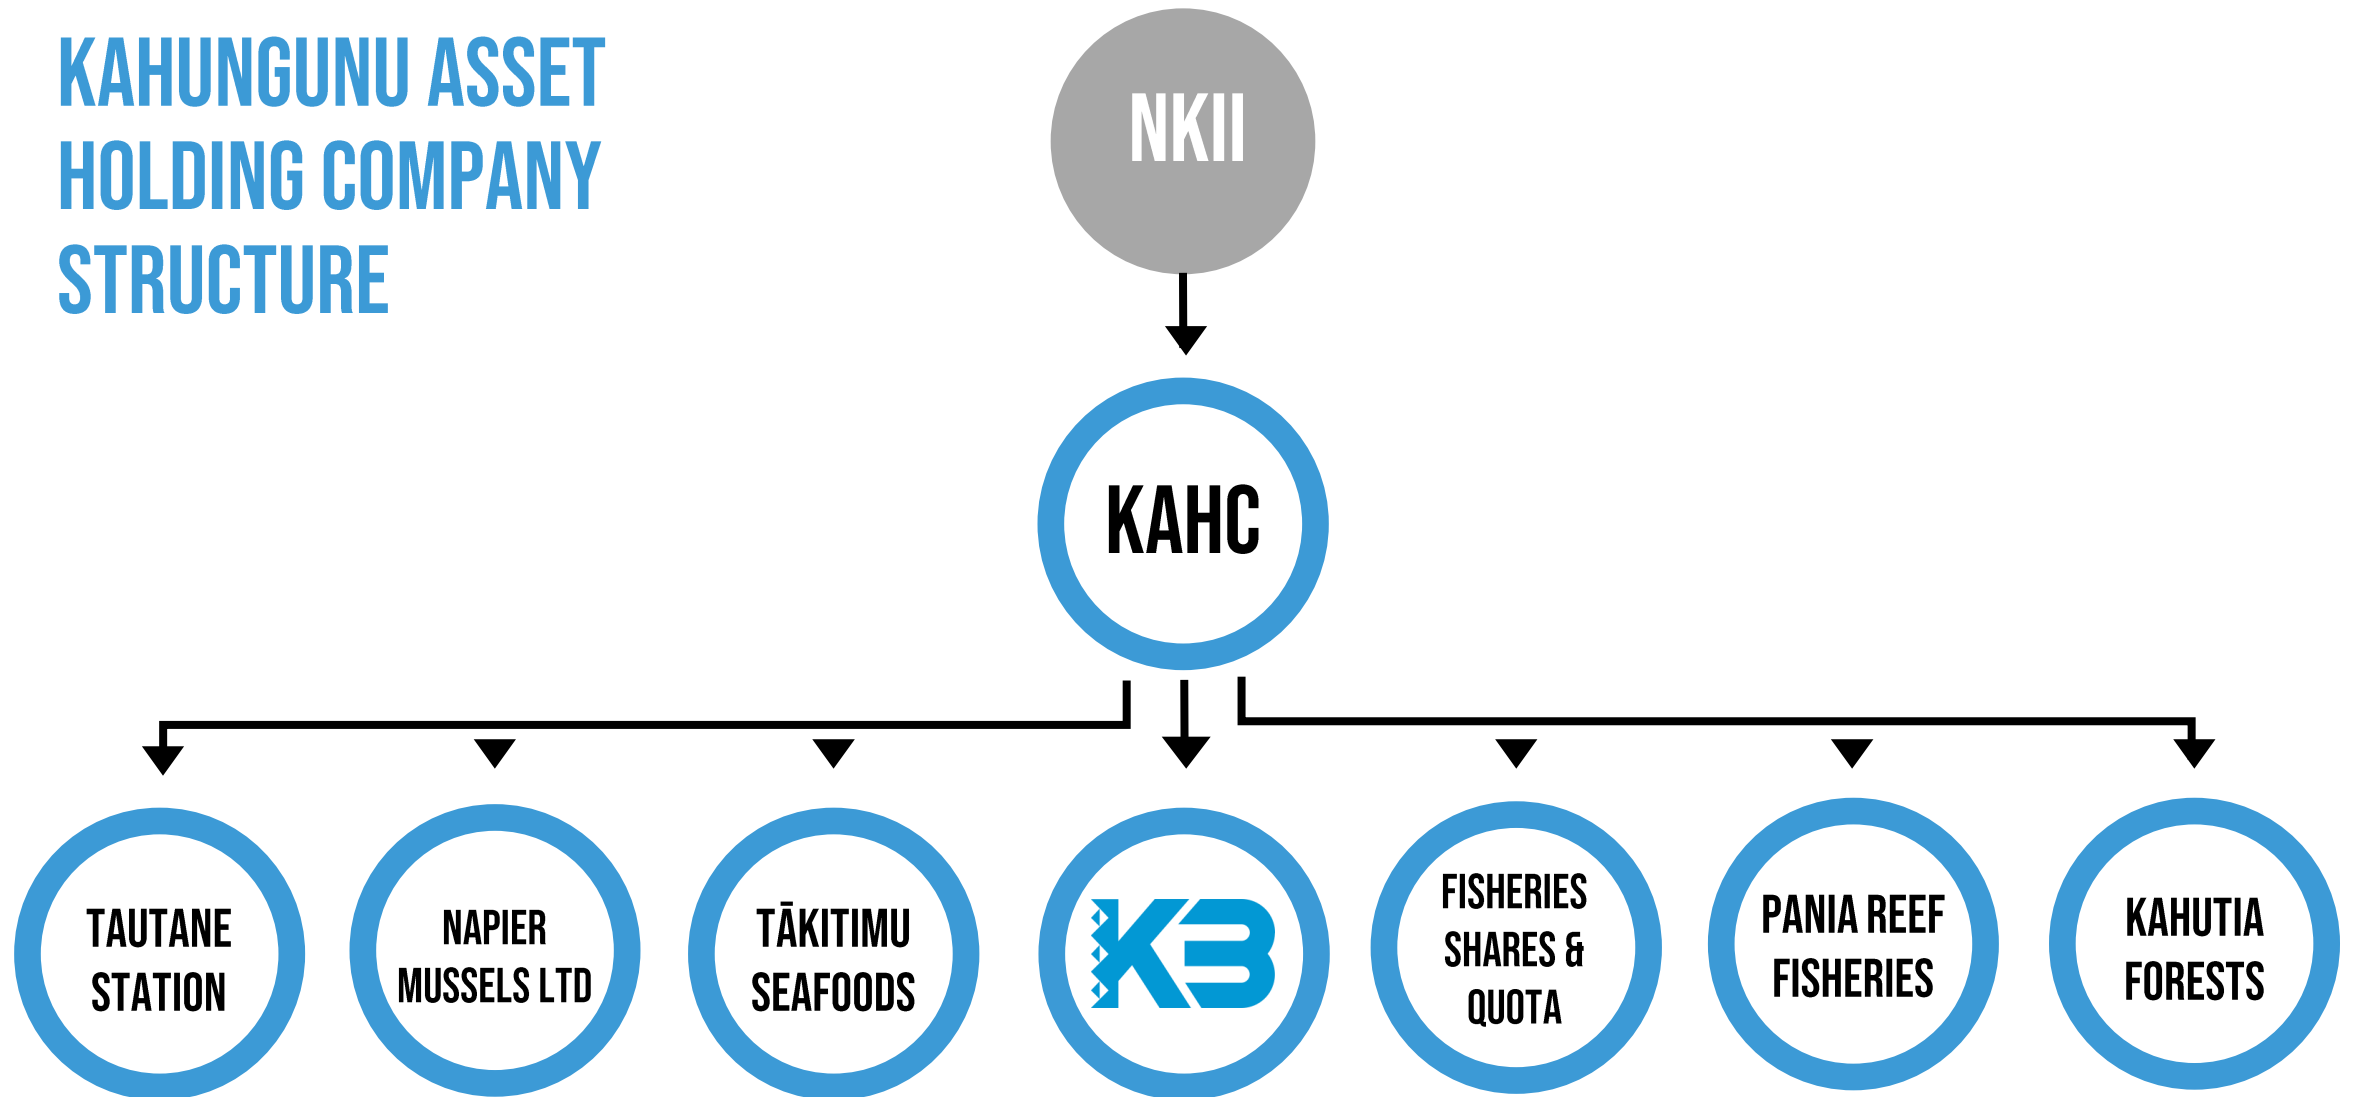 KAHUNGUNU ASSET
HOLDING COMPANY
STRUCTURE
NKII
KAHC
TAUTANE
STATION
NAPIER
MUSSELS LTD
TĀKITIMU
SEAFOODS
K3
FISHERIES
SHARES &
QUOTA
PANIA REEF
FISHERIES
KAHUTIA
FORESTS